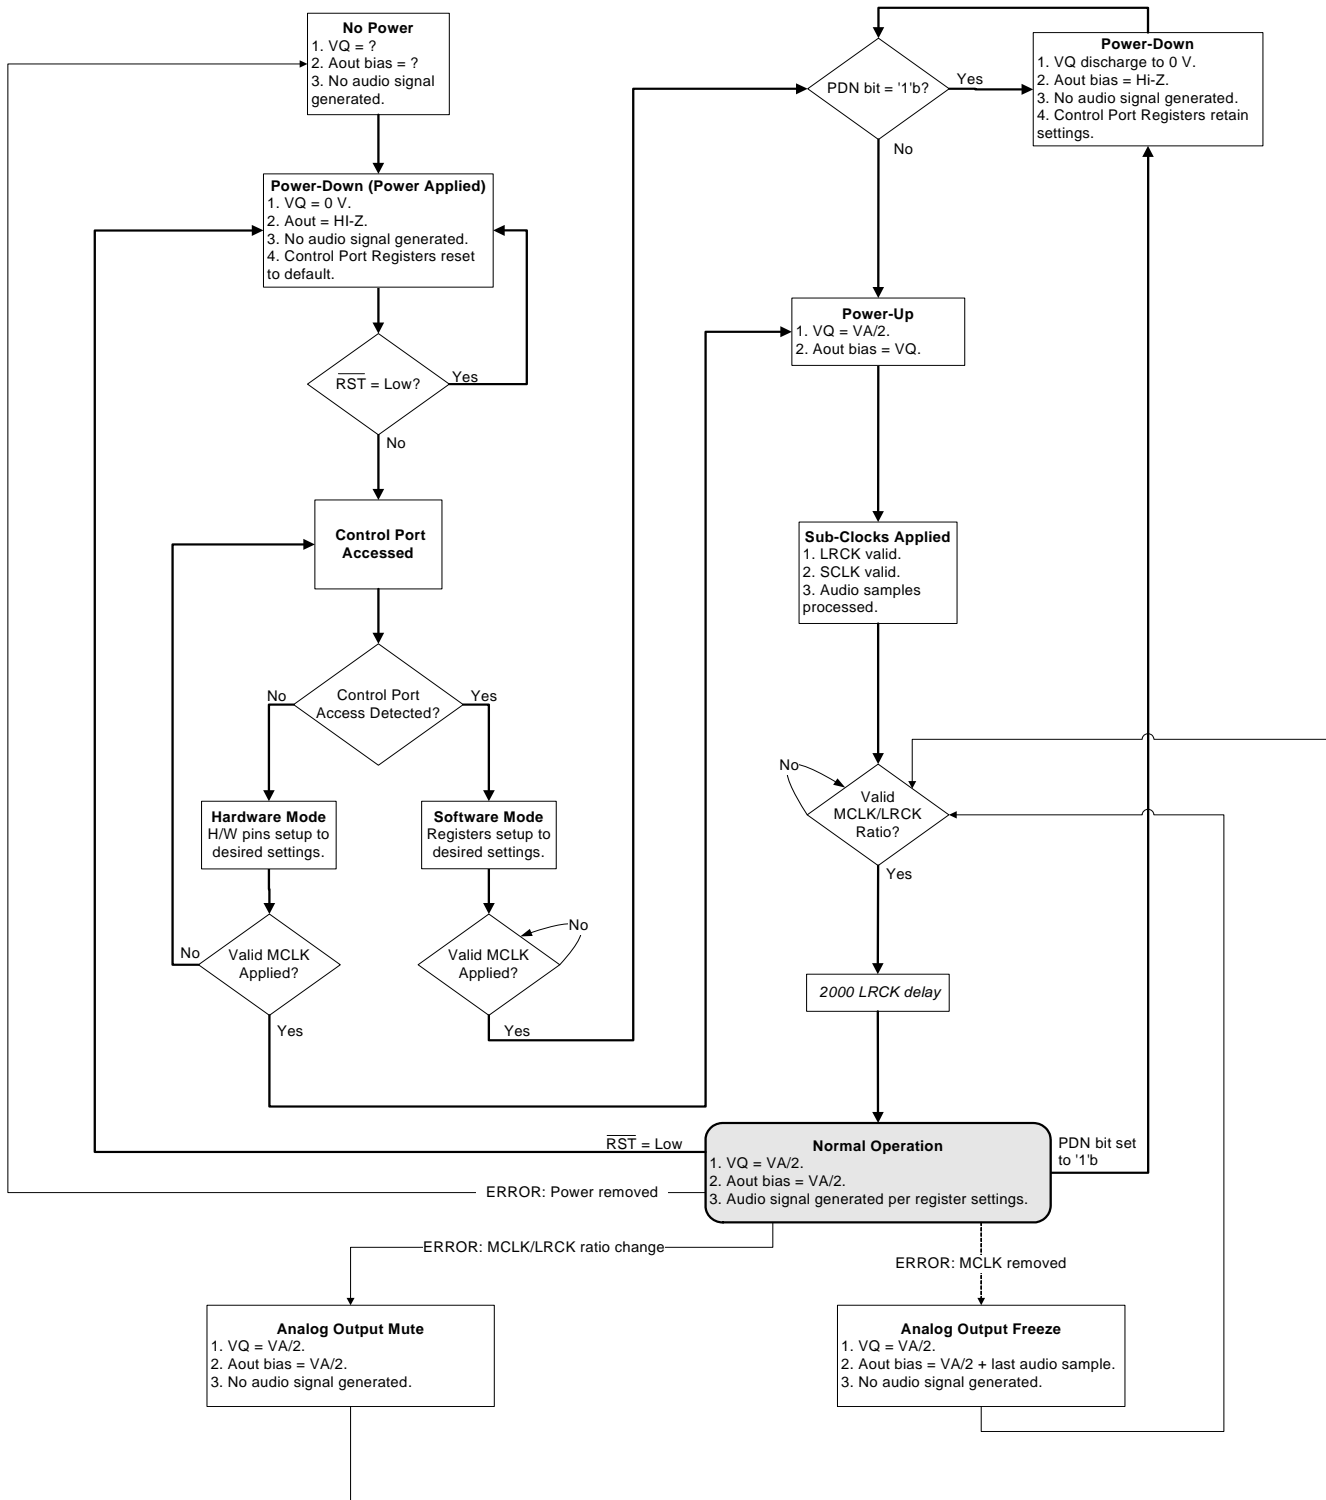 No Power
1. VQ = ?
2. Aout bias = ?
3. No audio signal
generated.
Power-Down (Power Applied)
1. VQ = 0 V.
2. Aout = HI-Z.
3. No audio signal generated.
4. Control Port Registers reset
to default.
RST = Low?
Yes
No
Control Port
Accessed
Control Port
Access Detected?
No
Yes
Hardware Mode
H/W pins setup to
desired settings.
Software Mode
Registers setup to
desired settings.
Valid MCLK
Applied?
No
Yes
Valid MCLK
Applied?
No
Yes
PDN bit = '1'b?
Yes
No
Power-Down
1. VQ discharge to 0 V.
2. Aout bias = Hi-Z.
3. No audio signal generated.
4. Control Port Registers retain
settings.
Power-Up
1. VQ = VA/2.
2. Aout bias = VQ.
Sub-Clocks Applied
1. LRCK valid.
2. SCLK valid.
3. Audio samples
processed.
No
Valid
MCLK/LRCK
Ratio?
Yes
2000 LRCK delay
Normal Operation
1. VQ = VA/2.
2. Aout bias = VA/2.
3. Audio signal generated per register settings.
RST = Low
PDN bit set
to '1'b
ERROR: Power removed
ERROR: MCLK/LRCK ratio change
ERROR: MCLK removed
Analog Output Mute
1. VQ = VA/2.
2. Aout bias = VA/2.
3. No audio signal generated.
Analog Output Freeze
1. VQ = VA/2.
2. Aout bias = VA/2 + last audio sample.
3. No audio signal generated.